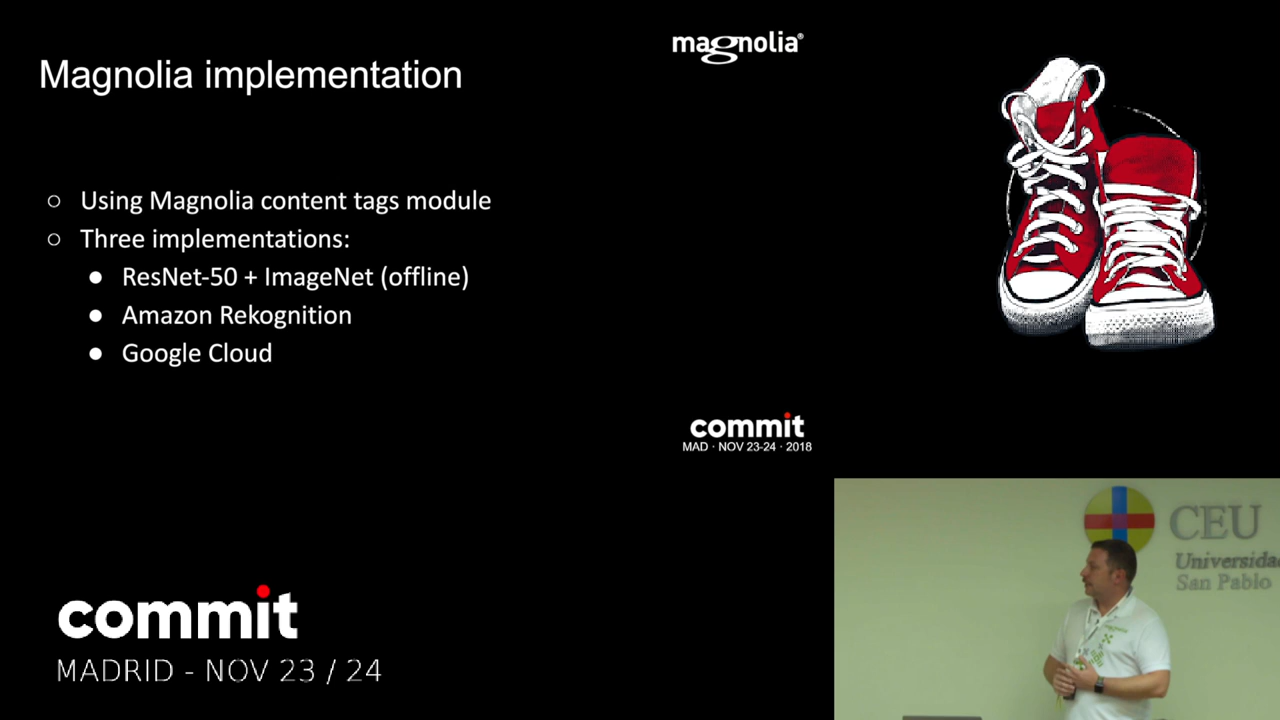 magnolia®
Magnolia implementation
○ Using Magnolia content tags module
○ Three implementations:
● ResNet-50 + ImageNet (offline)
● Amazon Rekognition
● Google Cloud
commit
MAD · NOV 23-24 · 2018
CEU
Universidad
San Pablo
commit
MADRID - NOV 23 / 24